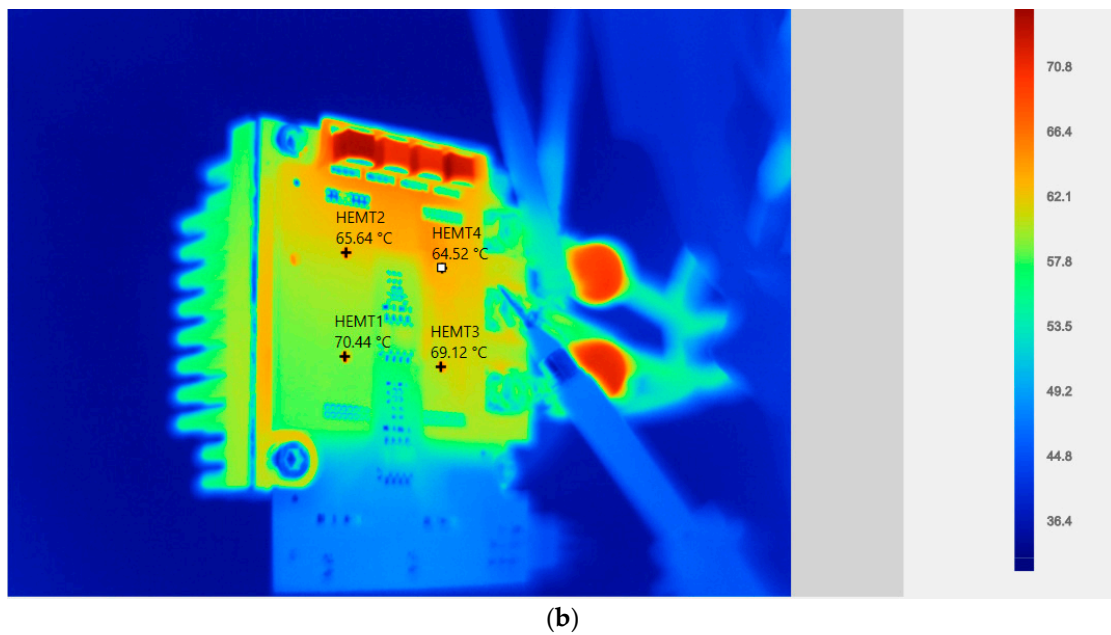 HEMT2
65.64 °C
HEMT4
64.52 °C
HEMT1
70.44 °C
HEMT3
69.12 °C
70.8
66.4
62.1
57.8
53.5
49.2
44.8
36.4
(b)